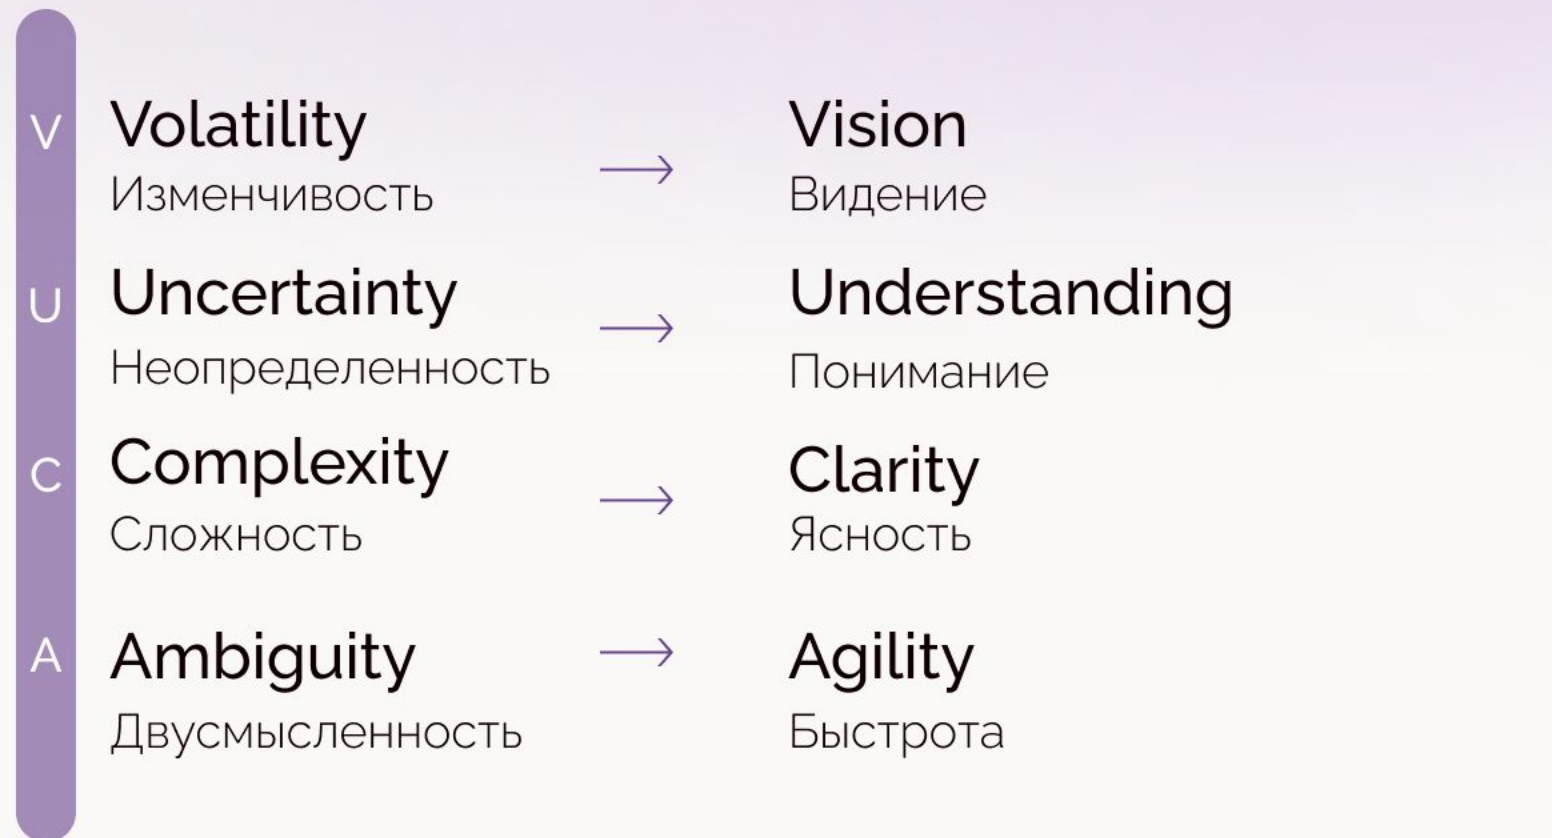 V
Volatility
Vision
Изменчивость
Видение
U
Uncertainty
Understanding
Неопределенность
Понимание
C
Complexity
Clarity
Сложность
Ясность
A
Ambiguity
Agility
Двусмысленность
Быстрота